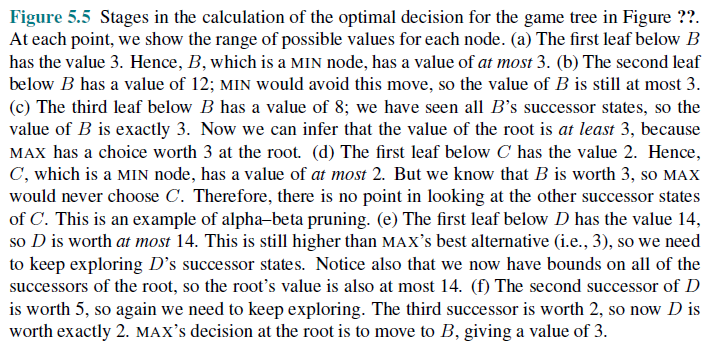 Figure 5.5 Stages in the calculation of the optimal decision for the game tree in Figure ??.
At each point, we show the range of possible values for each node. (a) The first leaf below B
has the value 3. Hence, B, which is a MIN node, has a value of at most 3. (b) The second leaf
below B has a value of 12; MIN would avoid this move, so the value of B is still at most 3.
(c) The third leaf below B has a value of 8; we have seen all B’s successor states, so the
value of B is exactly 3. Now we can infer that the value of the root is at least 3, because
MAX has a choice worth 3 at the root. (d) The first leaf below C has the value 2. Hence,
C, which is a MIN node, has a value of at most 2. But we know that B is worth 3, so MAX
would never choose C. Therefore, there is no point in looking at the other successor states
of C. This is an example of alpha–beta pruning. (e) The first leaf below D has the value 14,
so D is worth at most 14. This is still higher than MAX’s best alternative (i.e., 3), so we need
to keep exploring D’s successor states. Notice also that we now have bounds on all of the
successors of the root, so the root’s value is also at most 14. (f) The second successor of D
is worth 5, so again we need to keep exploring. The third successor is worth 2, so now D is
worth exactly 2. MAX’s decision at the root is to move to B, giving a value of 3.